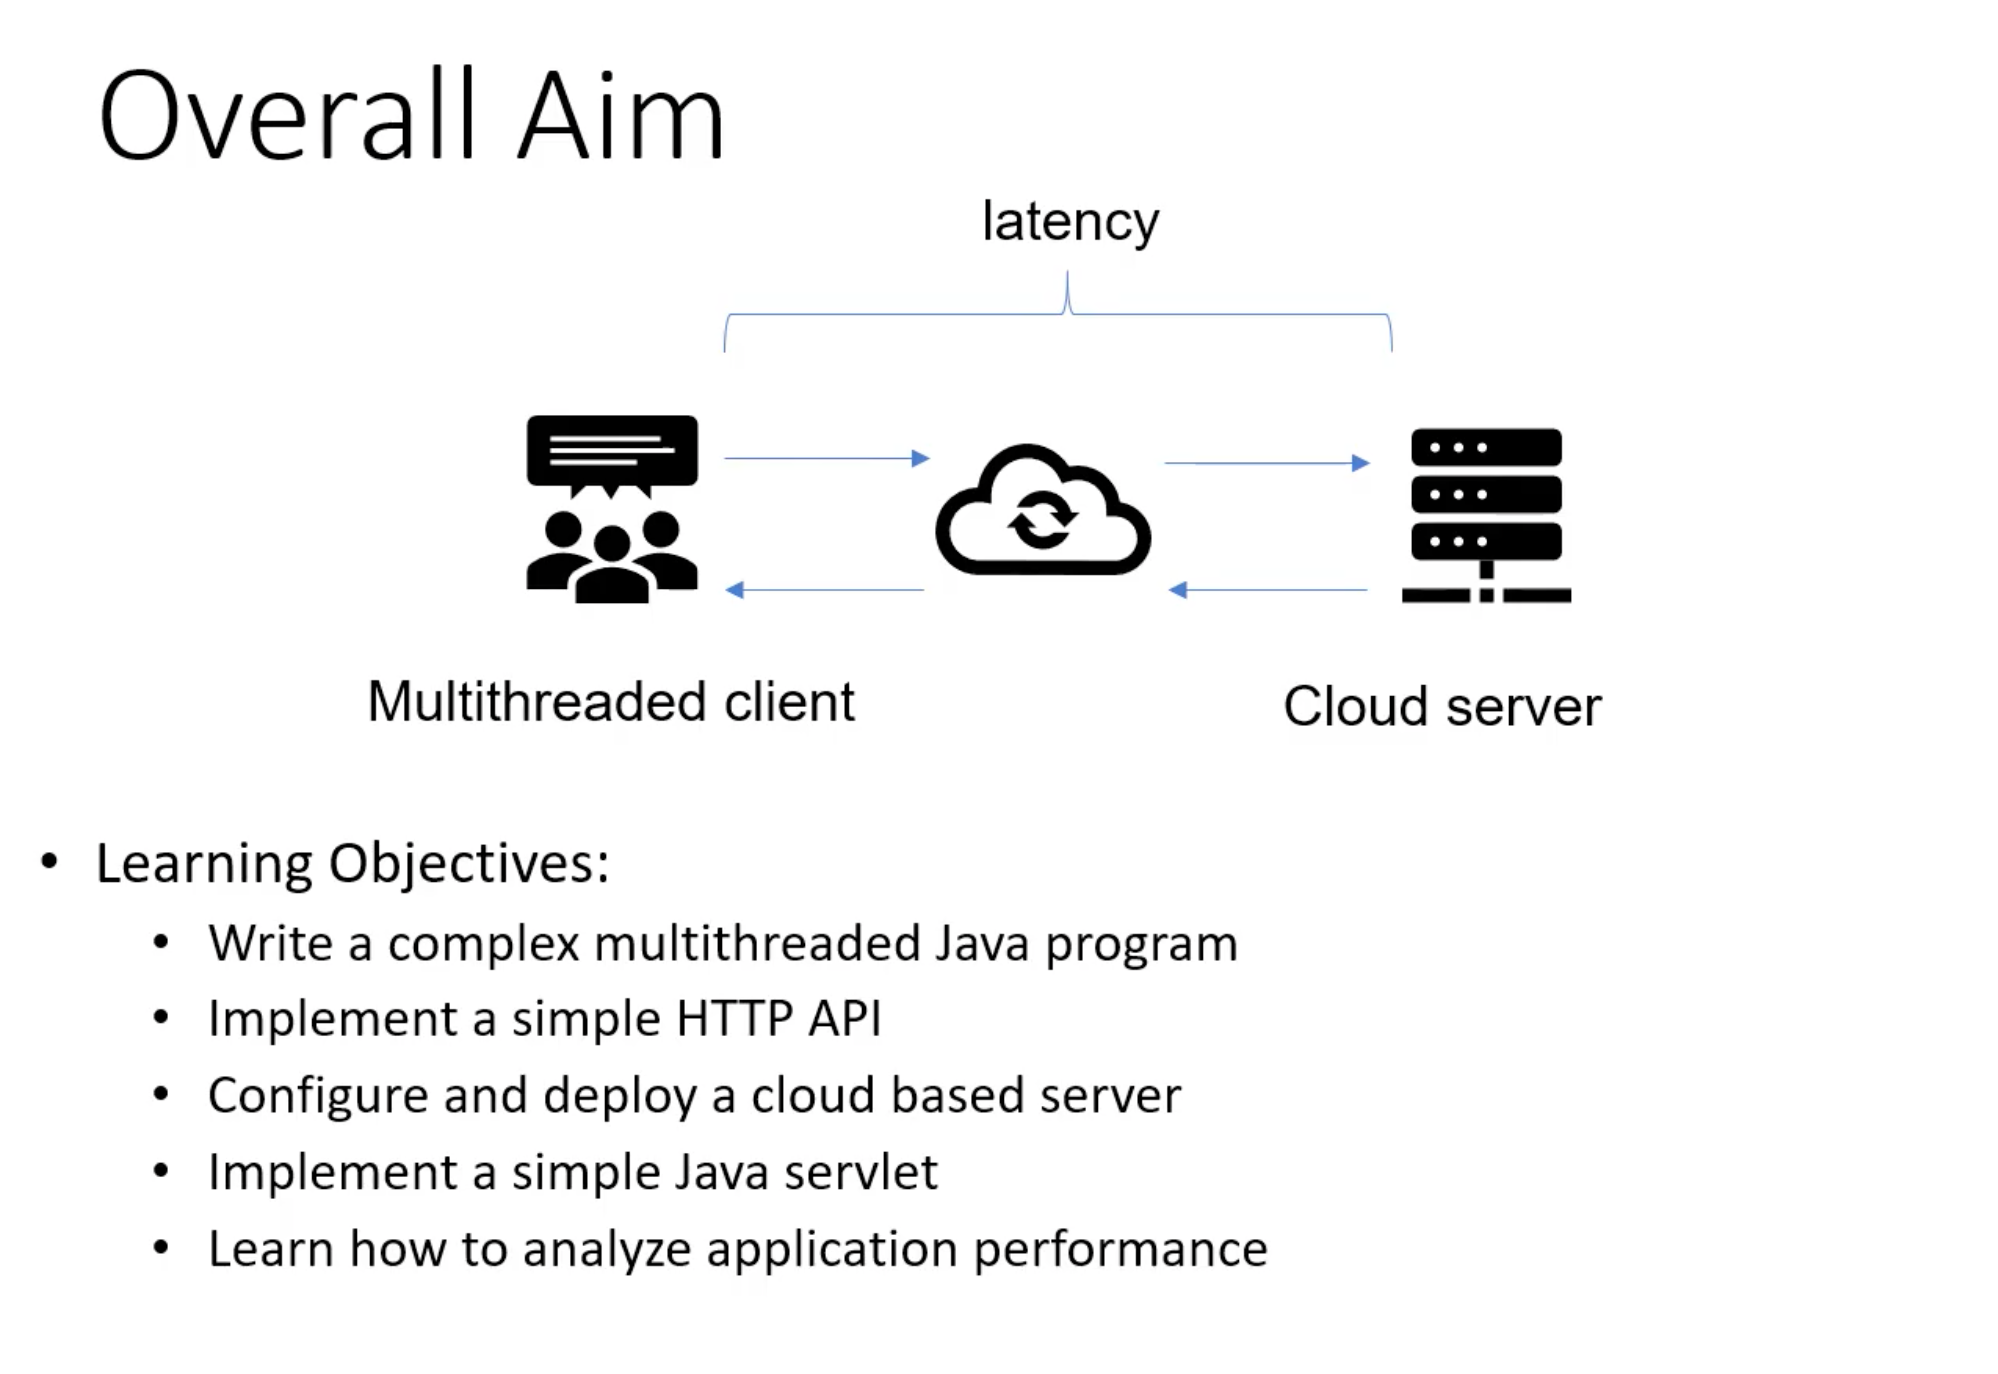 Overall Aim
latency
Multithreaded client
Cloud server
• Learning Objectives:
• Write a complex multithreaded Java program
• Implement a simple HTTP API
• Configure and deploy a cloud based server
• Implement a simple Java servlet
• Learn how to analyze application performance